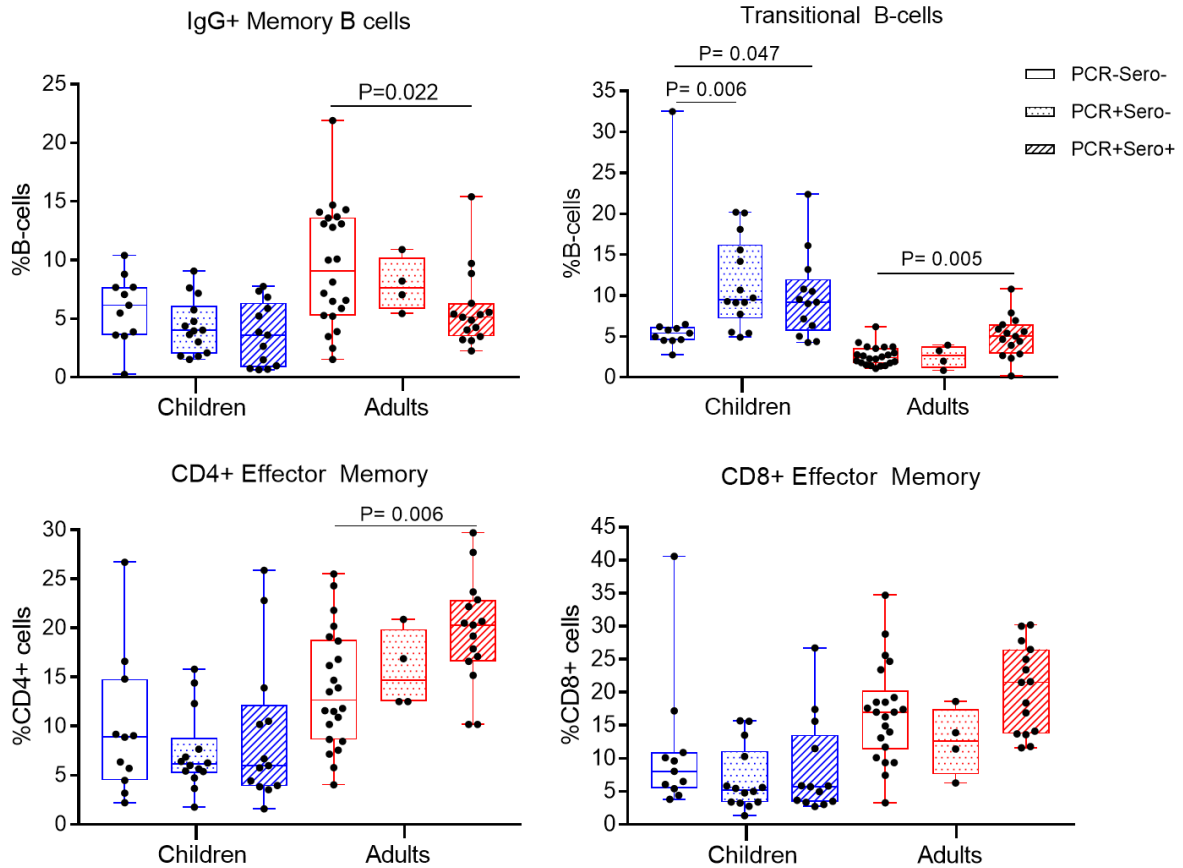 IgG+ Memory B cells
25
20
15
10
5
0
%B-cells
P=0.022
Children
Adults
Transitional B-cells
35
30
25
20
15
10
5
0
%B-cells
P= 0.047
P= 0.006
P= 0.005
Children
Adults
PCR-Sero-
PCR+Sero-
PCR+Sero+
CD4+ Effector Memory
30
25
20
15
10
5
0
%CD4+ cells
P= 0.006
Children
Adults
CD8+ Effector Memory
45
40
35
30
25
20
15
10
5
0
%CD8+ cells
Children
Adults